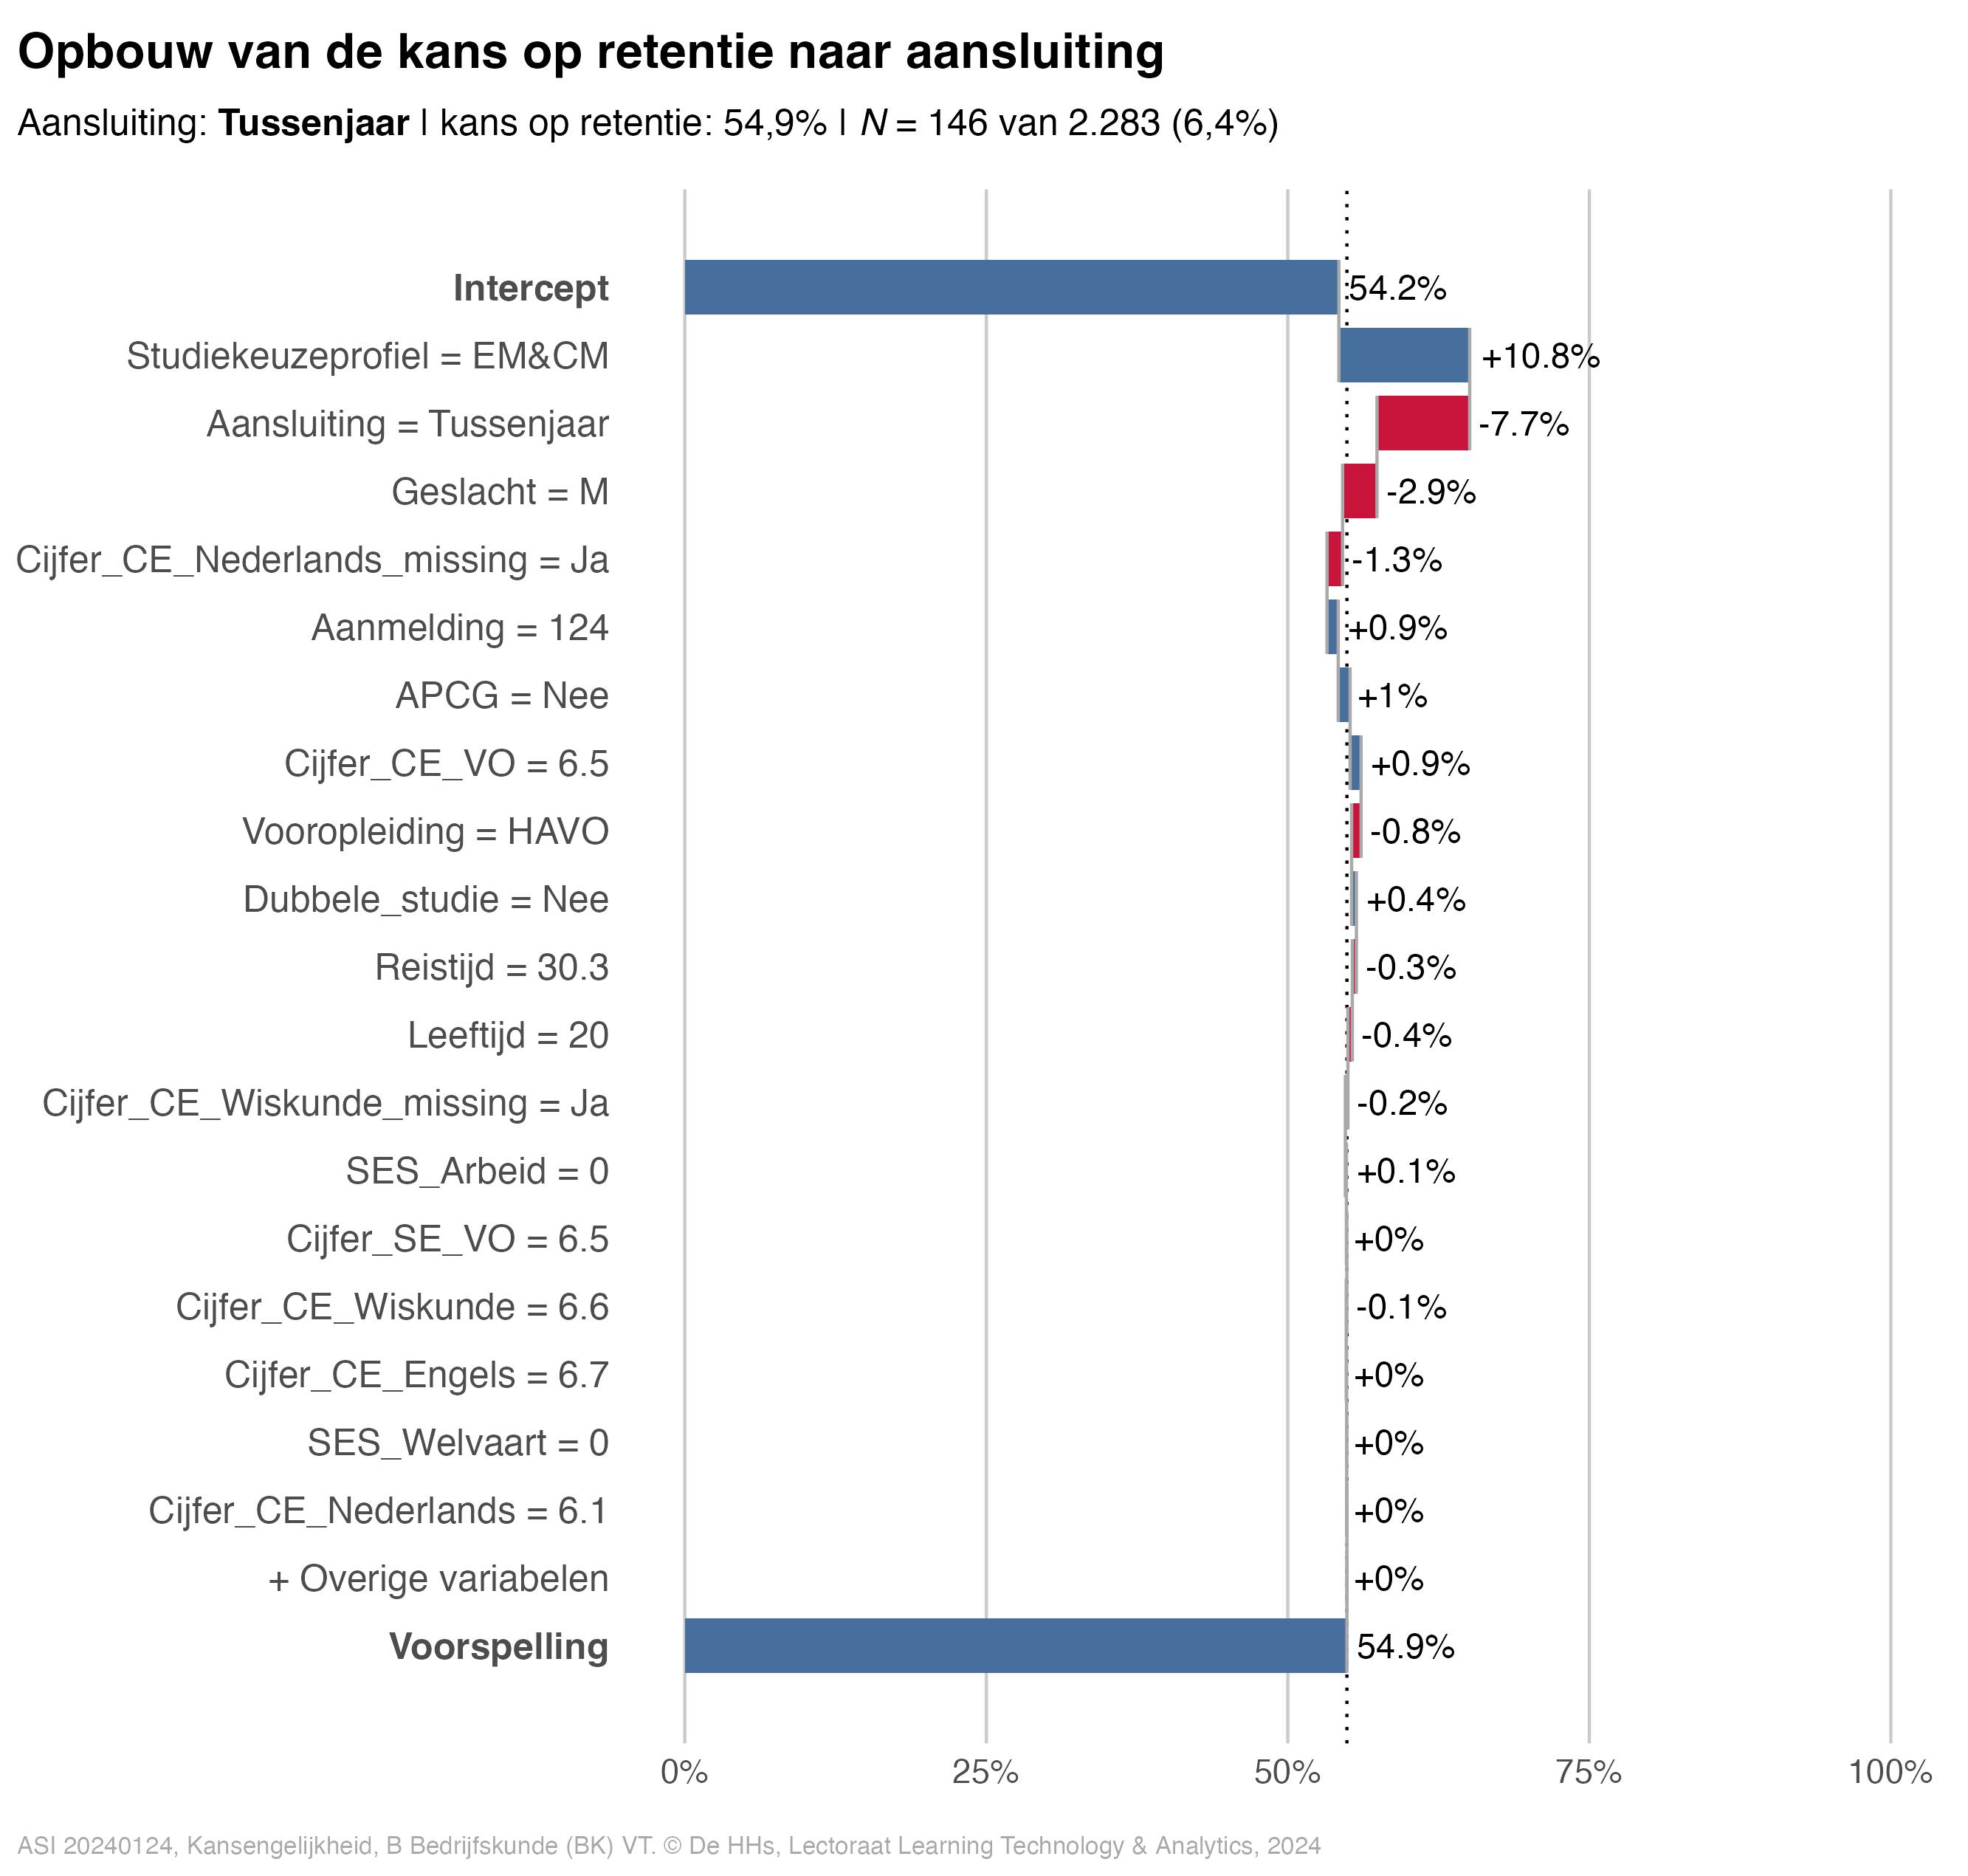 Opbouw van de kans op retentie naar aansluiting
Aansluiting: Tussenjaar | kans op retentie: 54,9% | N = 146 van 2.283 (6,4%)
Intercept 54.2%
Studiekeuzeprofiel = EM&CM +10.8%
Aansluiting = Tussenjaar -7.7%
Geslacht = M -2.9%
Cijfer_CE_Nederlands_missing = Ja -1.3%
Aanmelding = 124 +0.9%
APCG = Nee +1%
Cijfer_CE_VO = 6.5 +0.9%
Vooropleiding = HAVO -0.8%
Dubbele_studie = Nee +0.4%
Reistijd = 30.3 -0.3%
Leeftijd = 20 -0.4%
Cijfer_CE_Wiskunde_missing = Ja -0.2%
SES_Arbeid = 0 +0.1%
Cijfer_SE_VO = 6.5 +0%
Cijfer_CE_Wiskunde = 6.6 -0.1%
Cijfer_CE_Engels = 6.7 +0%
SES_Welvaart = 0 +0%
Cijfer_CE_Nederlands = 6.1 +0%
+ Overige variabelen +0%
Voorspelling 54.9%
0% 25% 50% 75% 100%
ASI 20240124, Kansengelijkheid, B Bedrijfskunde (BK) VT. © De HHs, Lectoraat Learning Technology & Analytics, 2024